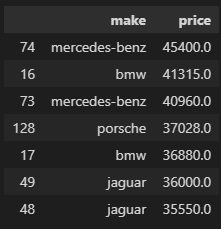 make price
74 mercedes-benz 45400.0
16 bmw 41315.0
73 mercedes-benz 40960.0
128 porsche 37028.0
17 bmw 36880.0
49 jaguar 36000.0
48 jaguar 35550.0